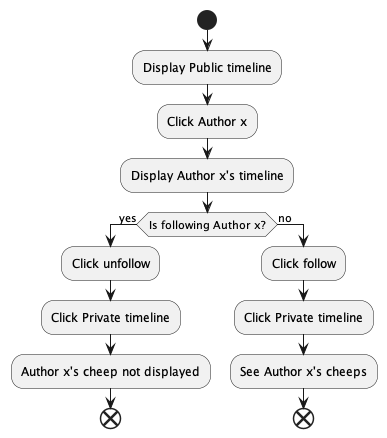 Display Public timeline
Click Author x
Display Author x's timeline
yes
Is following Author x?
no
Click unfollow
Click follow
Click Private timeline
Click Private timeline
Author x's cheep not displayed
See Author x's cheeps